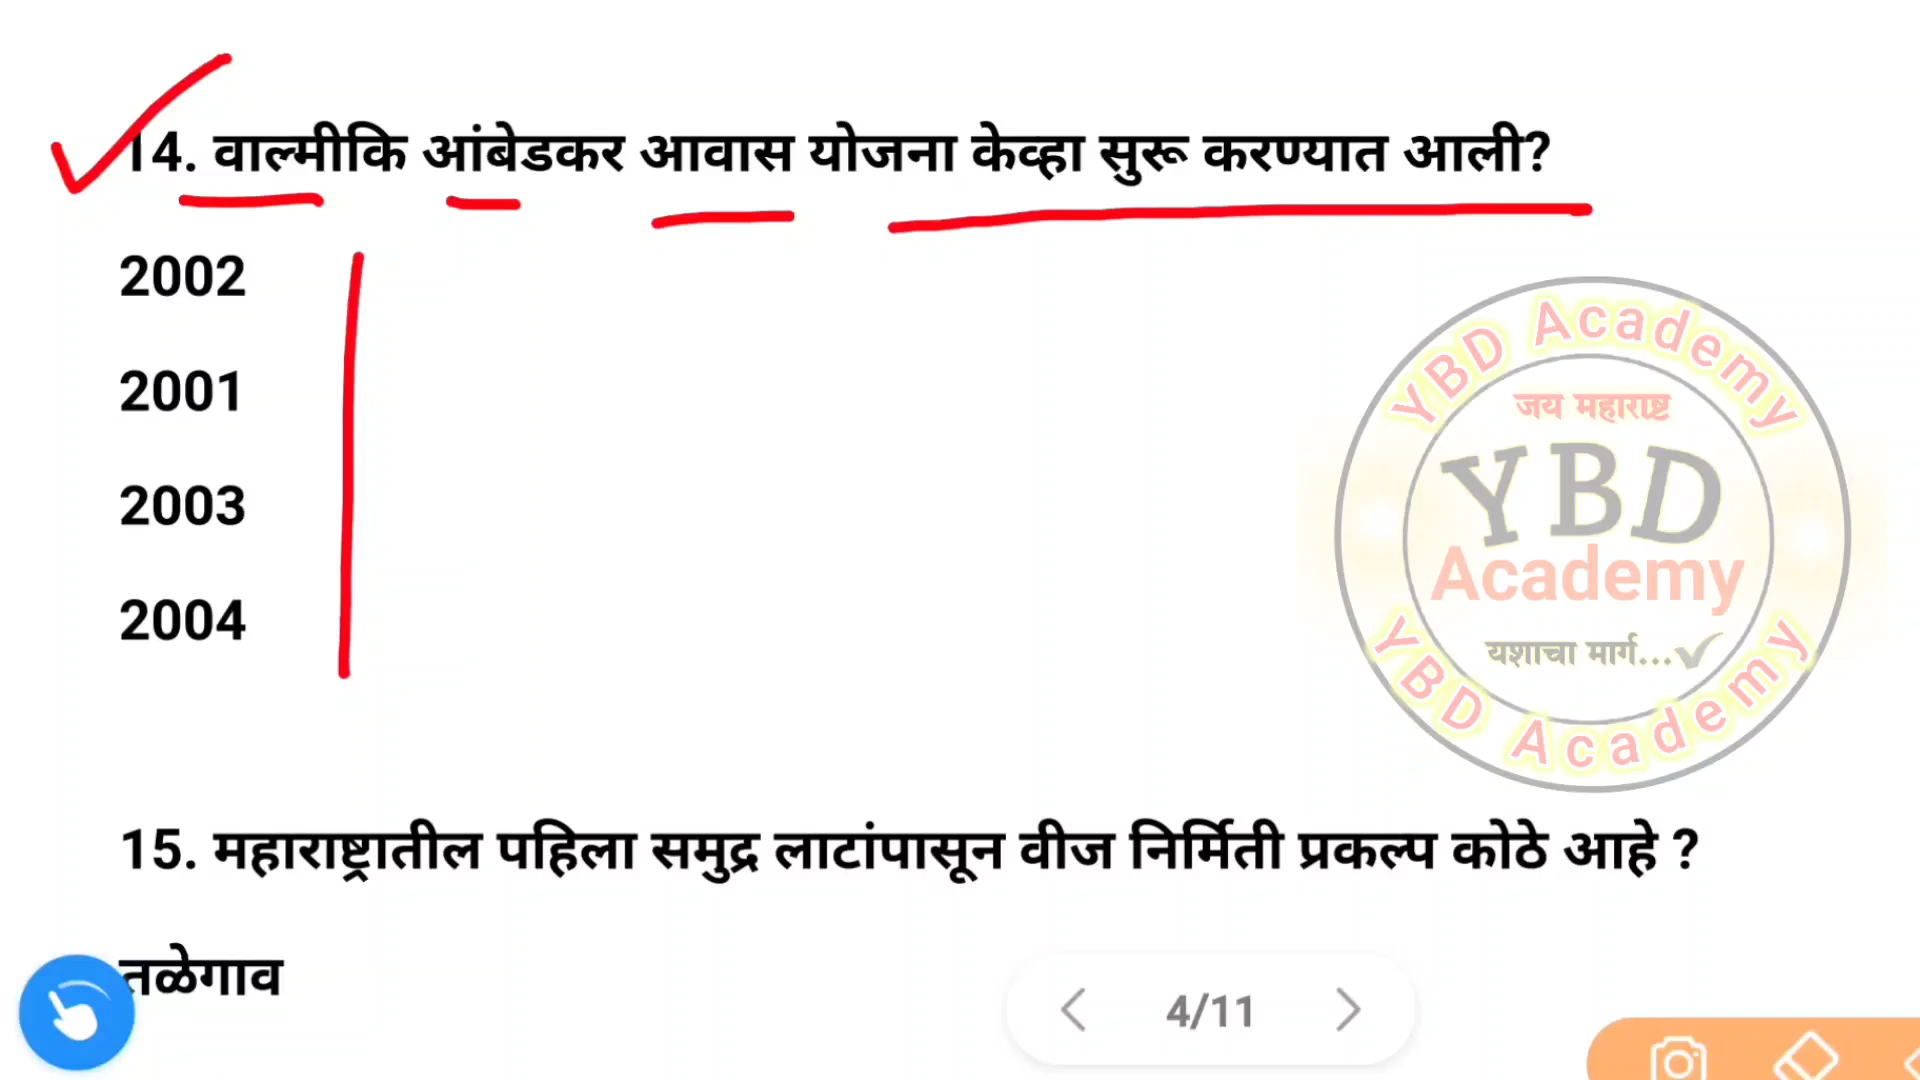 14. वाल्मीकि आंबेडकर आवास योजना केव्हा सुरू करण्यात आली?
2002
2001
2003
2004
YBD Academy
जय महाराष्ट्र
YBD
Academy
यशाचा मार्ग...
YBD Academy
15. महाराष्ट्रातील पहिला समुद्र लाटांपासून वीज निर्मिती प्रकल्प कोठे आहे ?
तळेगाव
4/11